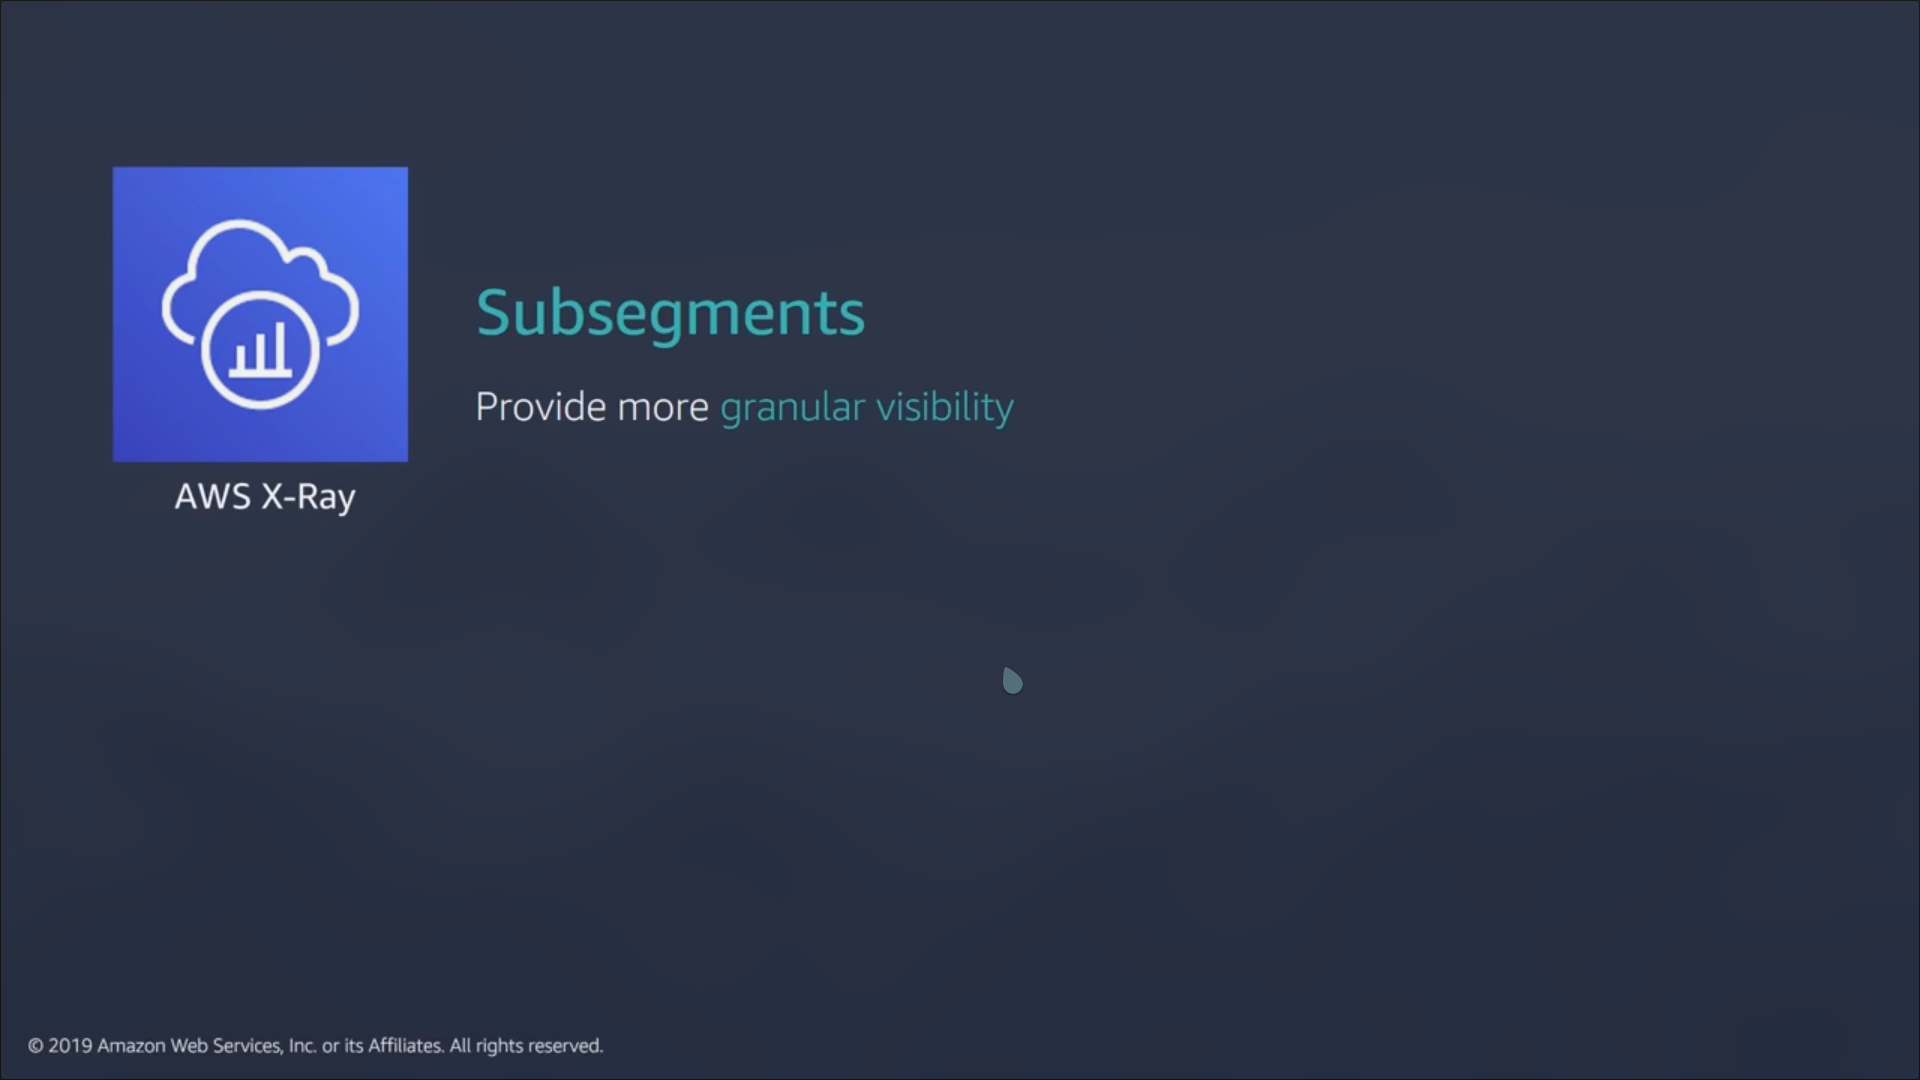 Subsegments
Provide more granular visibility
AWS X-Ray
© 2019 Amazon Web Services, Inc. or its Affiliates. All rights reserved.